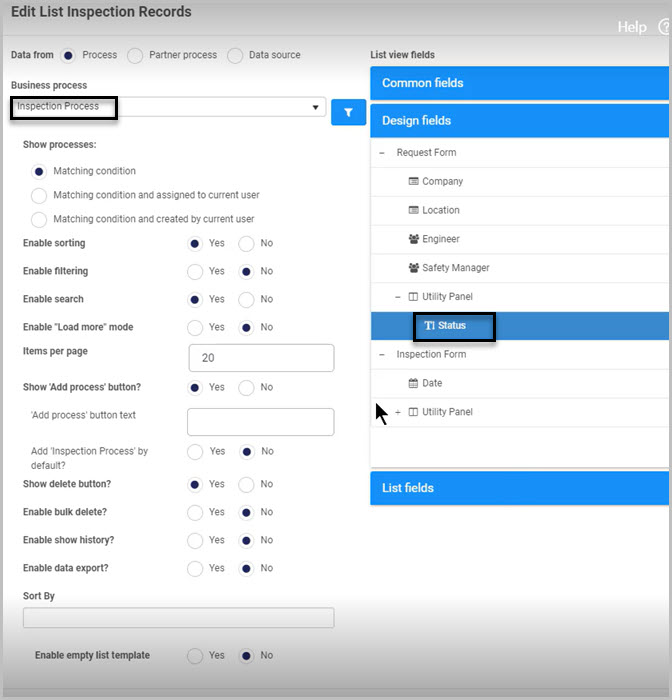 Edit List Inspection Records
Help
Data from Process Partner process Data source
Business process
Inspection Process
Show processes:
Matching condition
Matching condition and assigned to current user
Matching condition and created by current user
Enable sorting Yes No
Enable filtering Yes No
Enable search Yes No
Enable "Load more" mode Yes No
Items per page 20
Show 'Add process' button? Yes No
'Add process' button text
Add 'Inspection Process' by
default? Yes No
Show delete button? Yes No
Enable bulk delete? Yes No
Enable show history? Yes No
Enable data export? Yes No
Sort By
Enable empty list template Yes No
List view fields
Common fields
Design fields
Request Form
Company
Location
Engineer
Safety Manager
Utility Panel
Status
Inspection Form
Date
Utility Panel
List fields